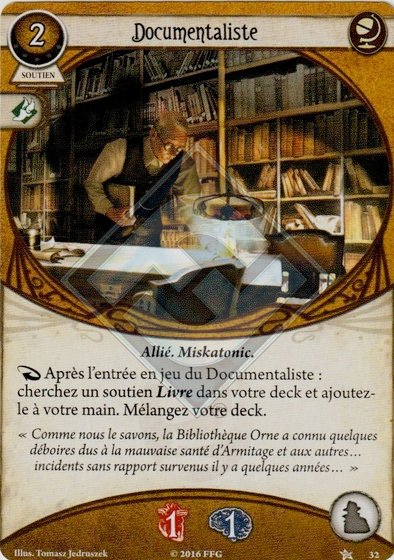 Documentaliste
2
SOUTIEN
Allié. Miskatonic.
Après l'entrée en jeu du Documentaliste :
cherchez un soutien Livre dans votre deck et ajoutez-
le à votre main. Mélangez votre deck.
« Comme nous le savons, la Bibliothèque Orne a connu quelques
déboires dus à la mauvaise santé d'Armitage et aux autres…
incidents sans rapport survenus il y a quelques années… »
1
1
Illus. Tomasz Jedruszek
© 2016 FFG
32